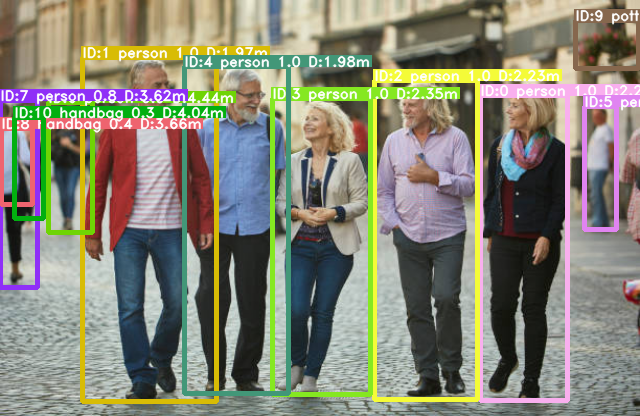 ID:9 pott
ID:1 person 1.0 D:1.97m
ID:4 person 1.0 D:1.98m
ID:2 person 1.0 D:2.23m
ID:0 person 1.0 D:2.2
ID:3 person 1.0 D:2.35m
ID:7 person 0.8 D:3.62m
4.44m
ID:5 per
ID:10 handbag 0.3 D:4.04m
ID:8 handbag 0.4 D:3.66m